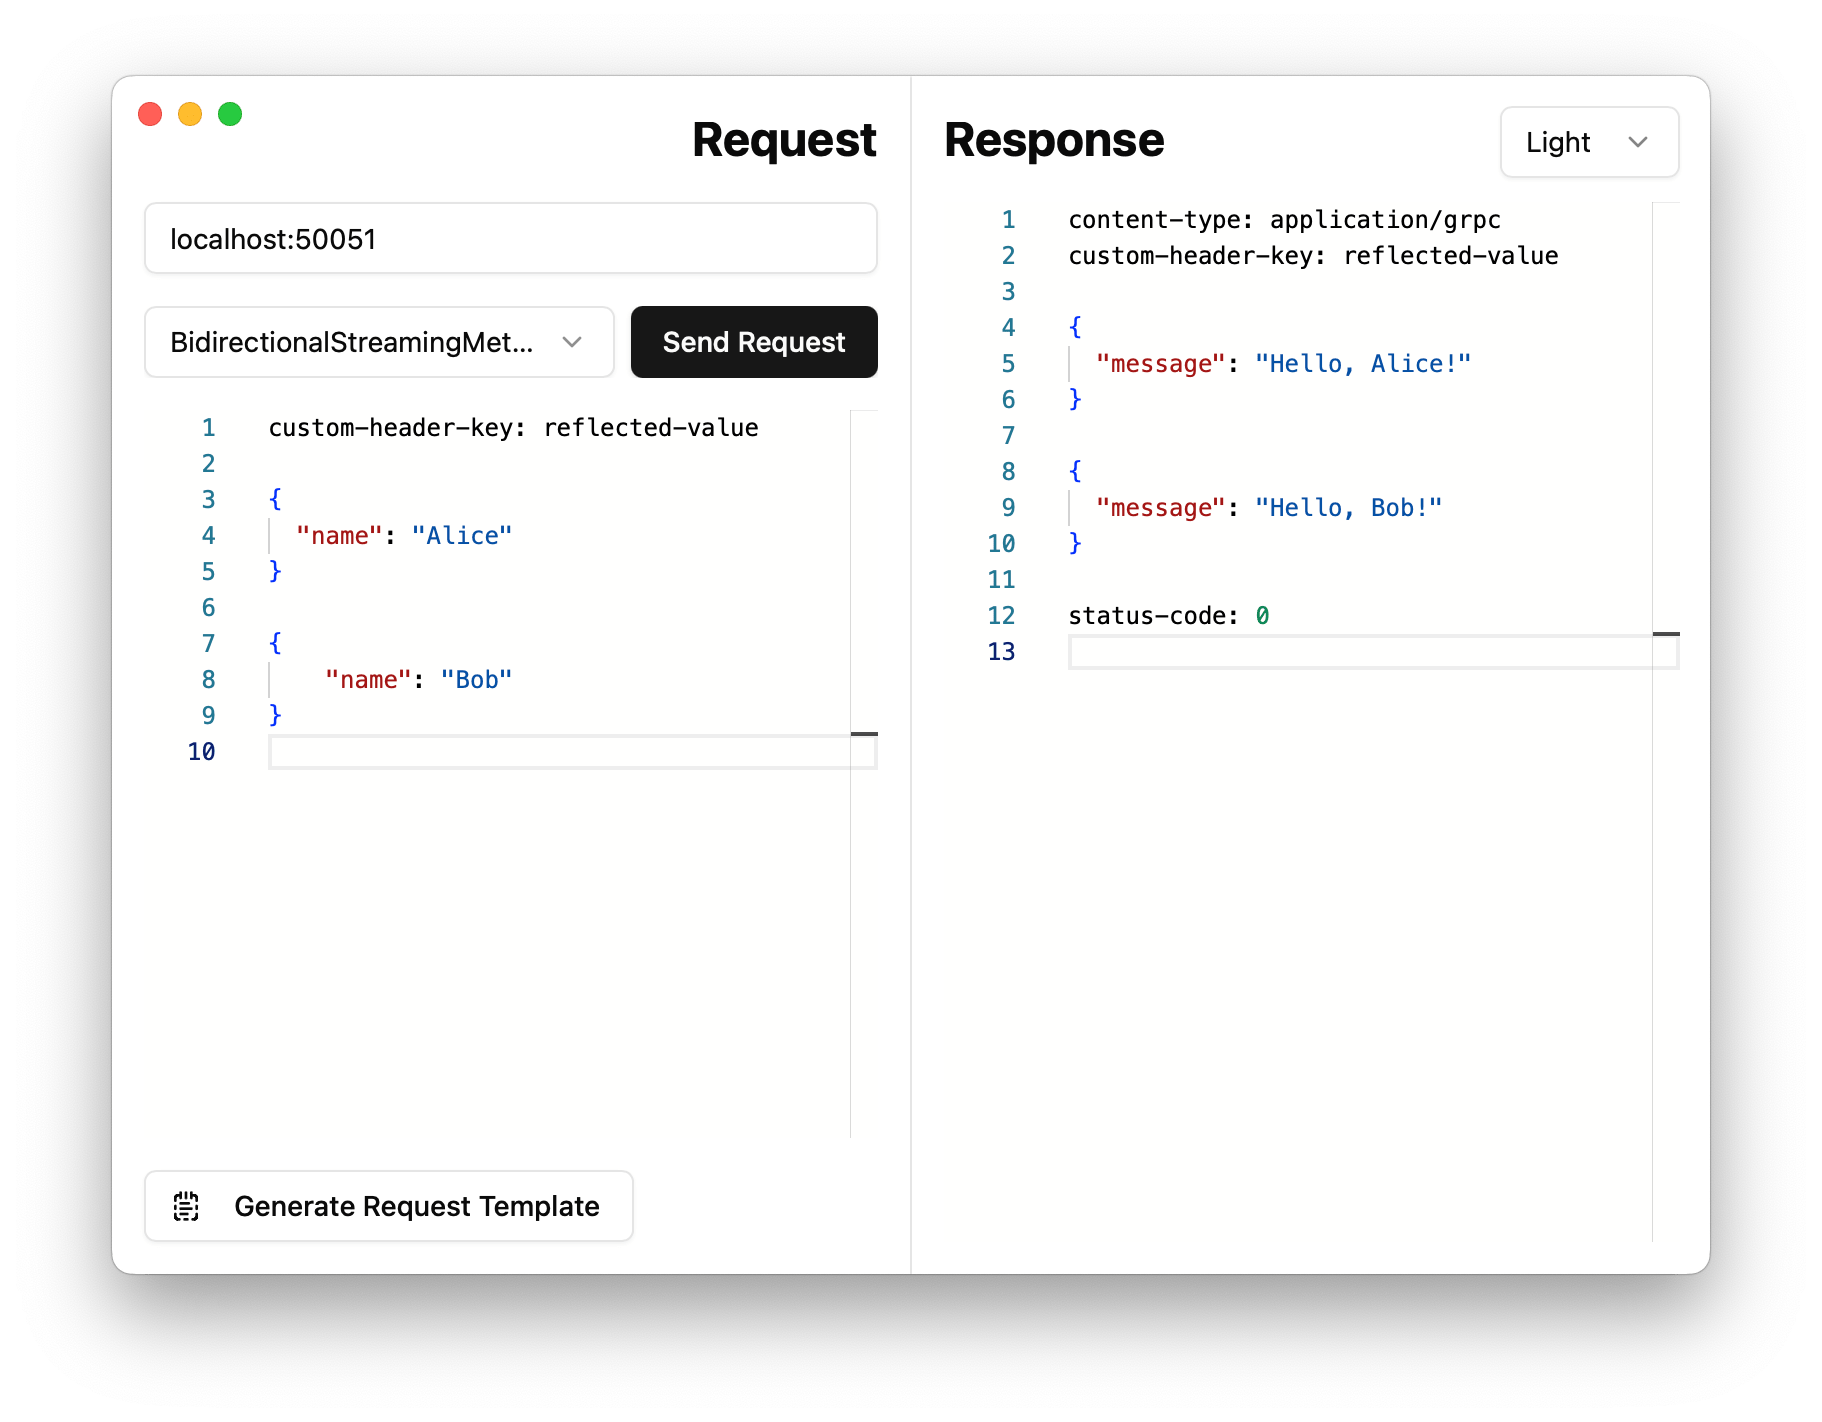 Request
localhost:50051
BidirectionalStreamingMet...
Send Request
1 custom-header-key: reflected-value
2
3 {
4 "name": "Alice"
5 }
6
7 {
8 "name": "Bob"
9 }
10
Generate Request Template
Response
Light
1 content-type: application/grpc
2 custom-header-key: reflected-value
3
4 {
5 "message": "Hello, Alice!"
6 }
7
8 {
9 "message": "Hello, Bob!"
10 }
11
12 status-code: 0
13